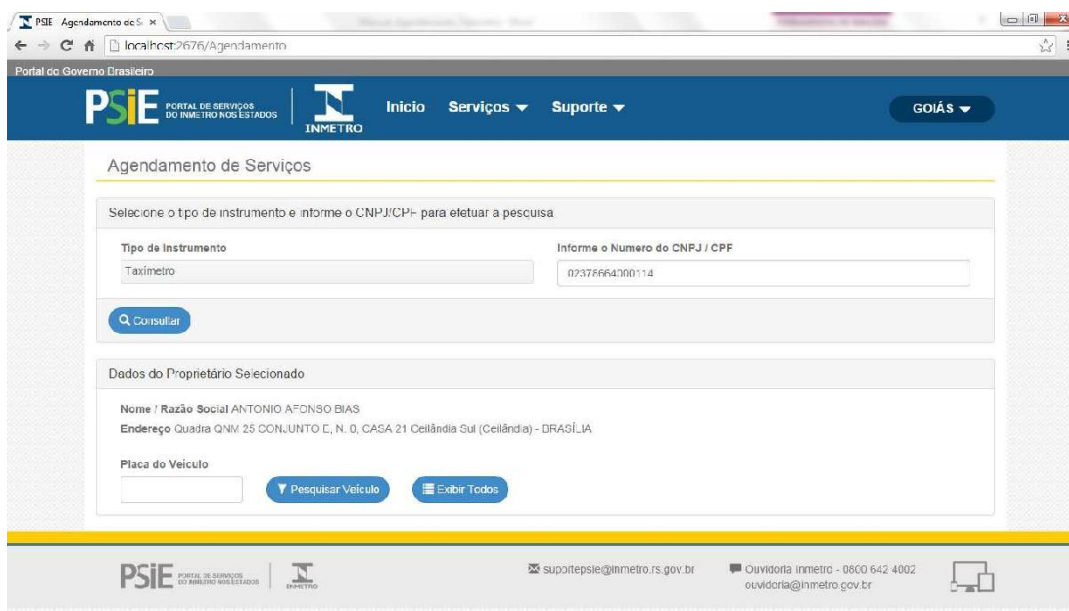 PSIE - Agendamento de S
localhost:2676/Agendamento
Portal do Governo Brasileiro
PSiE PORTAL DE SERVIÇOS
DO INMETRO NOS ESTADOS
INMETRO
Inicio Serviços Suporte GOIÁS
Agendamento de Serviços
Selecione o tipo de instrumento e informe o CNPJ/CPF para efetuar a pesquisa
Tipo de Instrumento Informe o Numero do CNPJ / CPF
Taxímetro 02378664000114
Consultar
Dados do Proprietário Selecionado
Nome / Razão Social ANTONIO AFONSO BIAS
Endereço Quadra QNM 25 CONJUNTO E, N. 0, CASA 21 Ceilândia Sul (Ceilândia) - BRASÍLIA
Placa do Veículo
Pesquisar Veículo Exibir Todos
PSiE PORTAL DE SERVIÇOS
DO INMETRO NOS ESTADOS
INMETRO
suportepsie@inmetro.rs.gov.br
Ouvidoria Inmetro - 0800 642 4002
ouvidoria@inmetro.gov.br